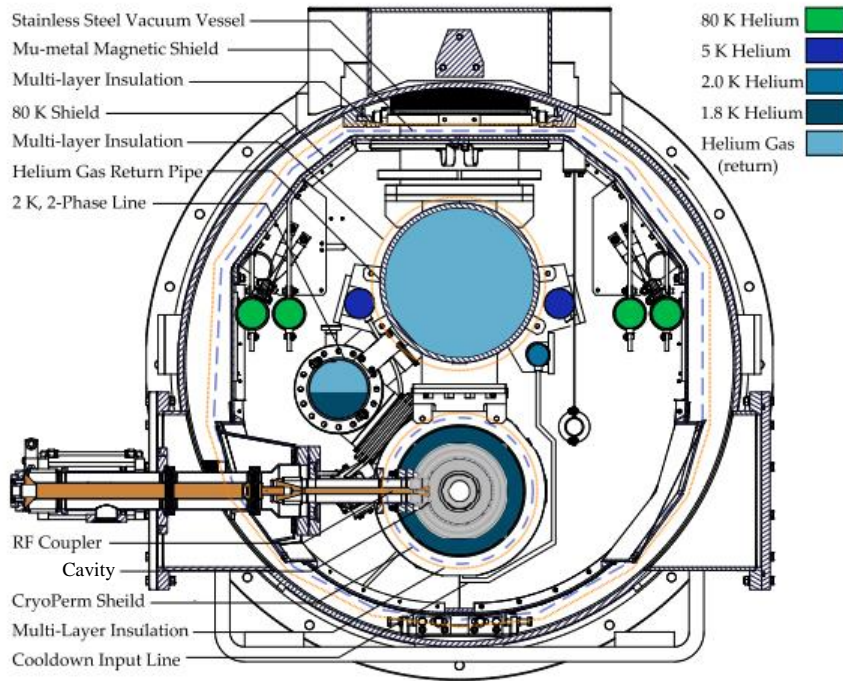 Stainless Steel Vacuum Vessel
Mu-metal Magnetic Shield
Multi-layer Insulation
80 K Shield
Multi-layer Insulation
Helium Gas Return Pipe
2 K, 2-Phase Line
80 K Helium
5 K Helium
2.0 K Helium
1.8 K Helium
Helium Gas
(return)
RF Coupler
Cavity
CryoPerm Sheild
Multi-Layer Insulation
Cooldown Input Line